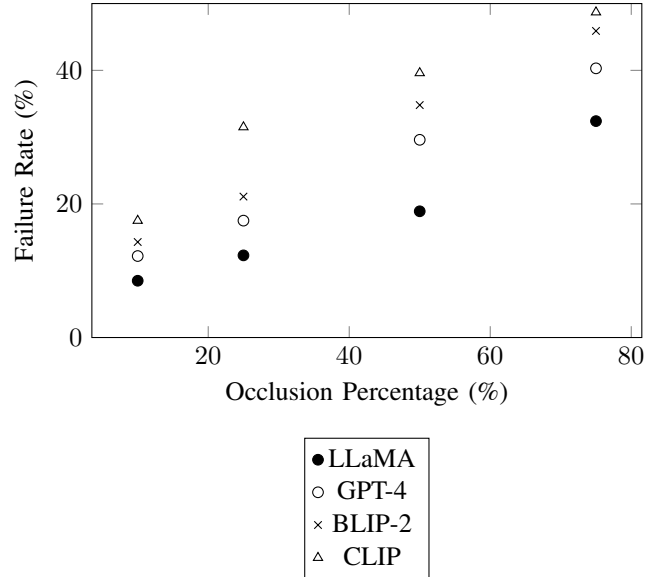 40
20
0
Failure Rate (%)
20 40 60 80
Occlusion Percentage (%)
LLaMA
GPT-4
BLIP-2
CLIP